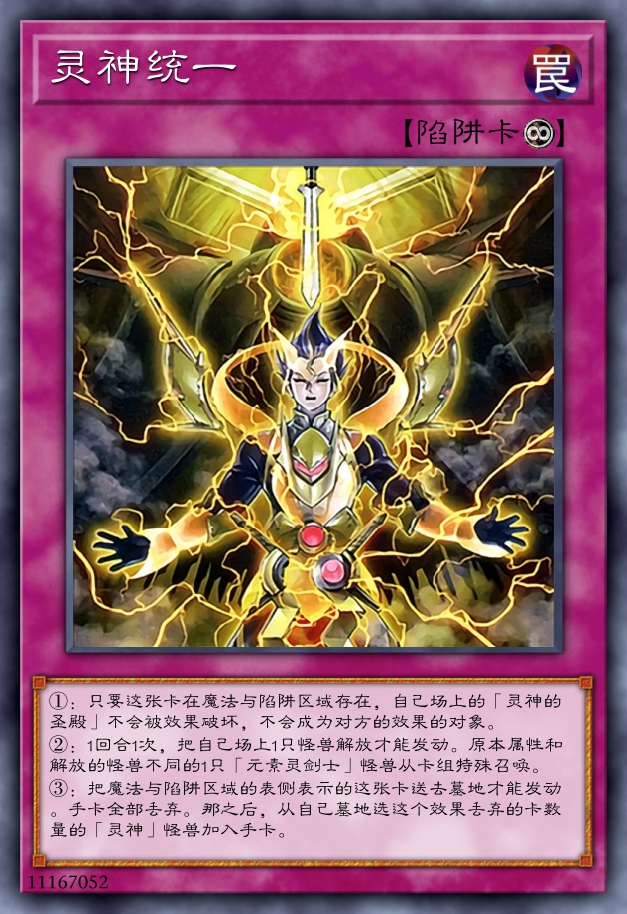 灵神统一
罠
【陷阱卡♾】
①：只要这张卡在魔法与陷阱区域存在，自己场上的「灵神的
圣殿」不会被效果破坏，不会成为对方的效果的对象。
②：1回合1次，把自己场上1只怪兽解放才能发动。原本属性和
解放的怪兽不同的1只「元素灵剑士」怪兽从卡组特殊召唤。
③：把魔法与陷阱区域的表侧表示的这张卡送去墓地才能发动
。手卡全部丢弃。那之后，从自己墓地选这个效果丢弃的卡数
量的「灵神」怪兽加入手卡。
11167052